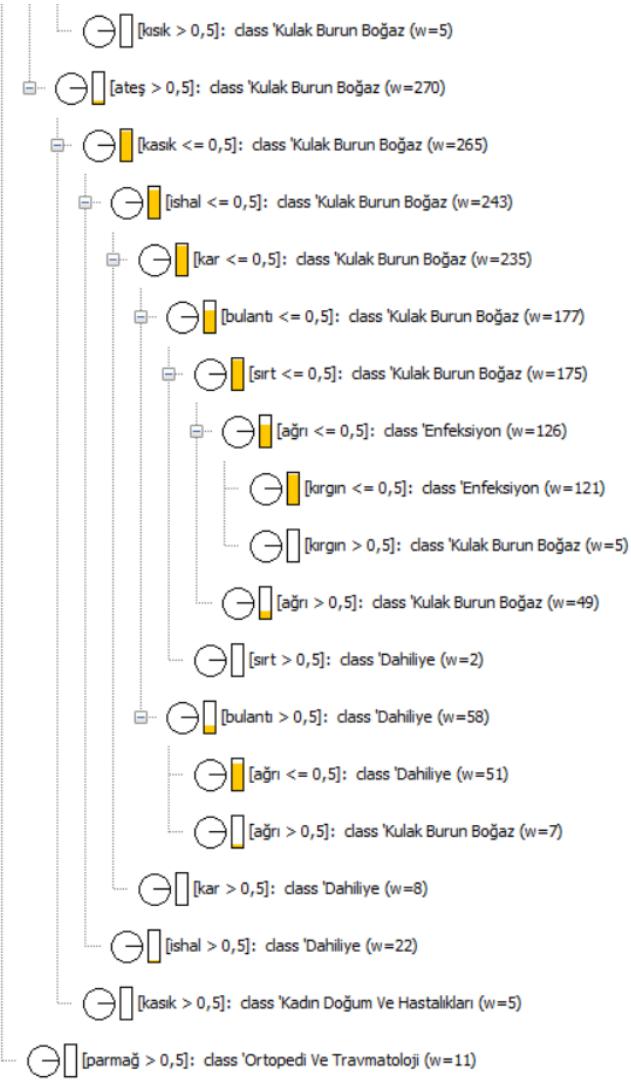 [kısık > 0,5]: class 'Kulak Burun Boğaz (w=5)
[ateş > 0,5]: class 'Kulak Burun Boğaz (w=270)
[kasık <= 0,5]: class 'Kulak Burun Boğaz (w=265)
[ishal <= 0,5]: class 'Kulak Burun Boğaz (w=243)
[kar <= 0,5]: class 'Kulak Burun Boğaz (w=235)
[bulantı <= 0,5]: class 'Kulak Burun Boğaz (w=177)
[sırt <= 0,5]: class 'Kulak Burun Boğaz (w=175)
[ağrı <= 0,5]: class 'Enfeksiyon (w=126)
[kırgın <= 0,5]: class 'Enfeksiyon (w=121)
[kırgın > 0,5]: class 'Kulak Burun Boğaz (w=5)
[ağrı > 0,5]: class 'Kulak Burun Boğaz (w=49)
[sırt > 0,5]: class 'Dahiliye (w=2)
[bulantı > 0,5]: class 'Dahiliye (w=58)
[ağrı <= 0,5]: class 'Dahiliye (w=51)
[ağrı > 0,5]: class 'Kulak Burun Boğaz (w=7)
[kar > 0,5]: class 'Dahiliye (w=8)
[ishal > 0,5]: class 'Dahiliye (w=22)
[kasık > 0,5]: class 'Kadın Doğum Ve Hastalıkları (w=5)
[parmağ > 0,5]: class 'Ortopedi Ve Travmatoloji (w=11)